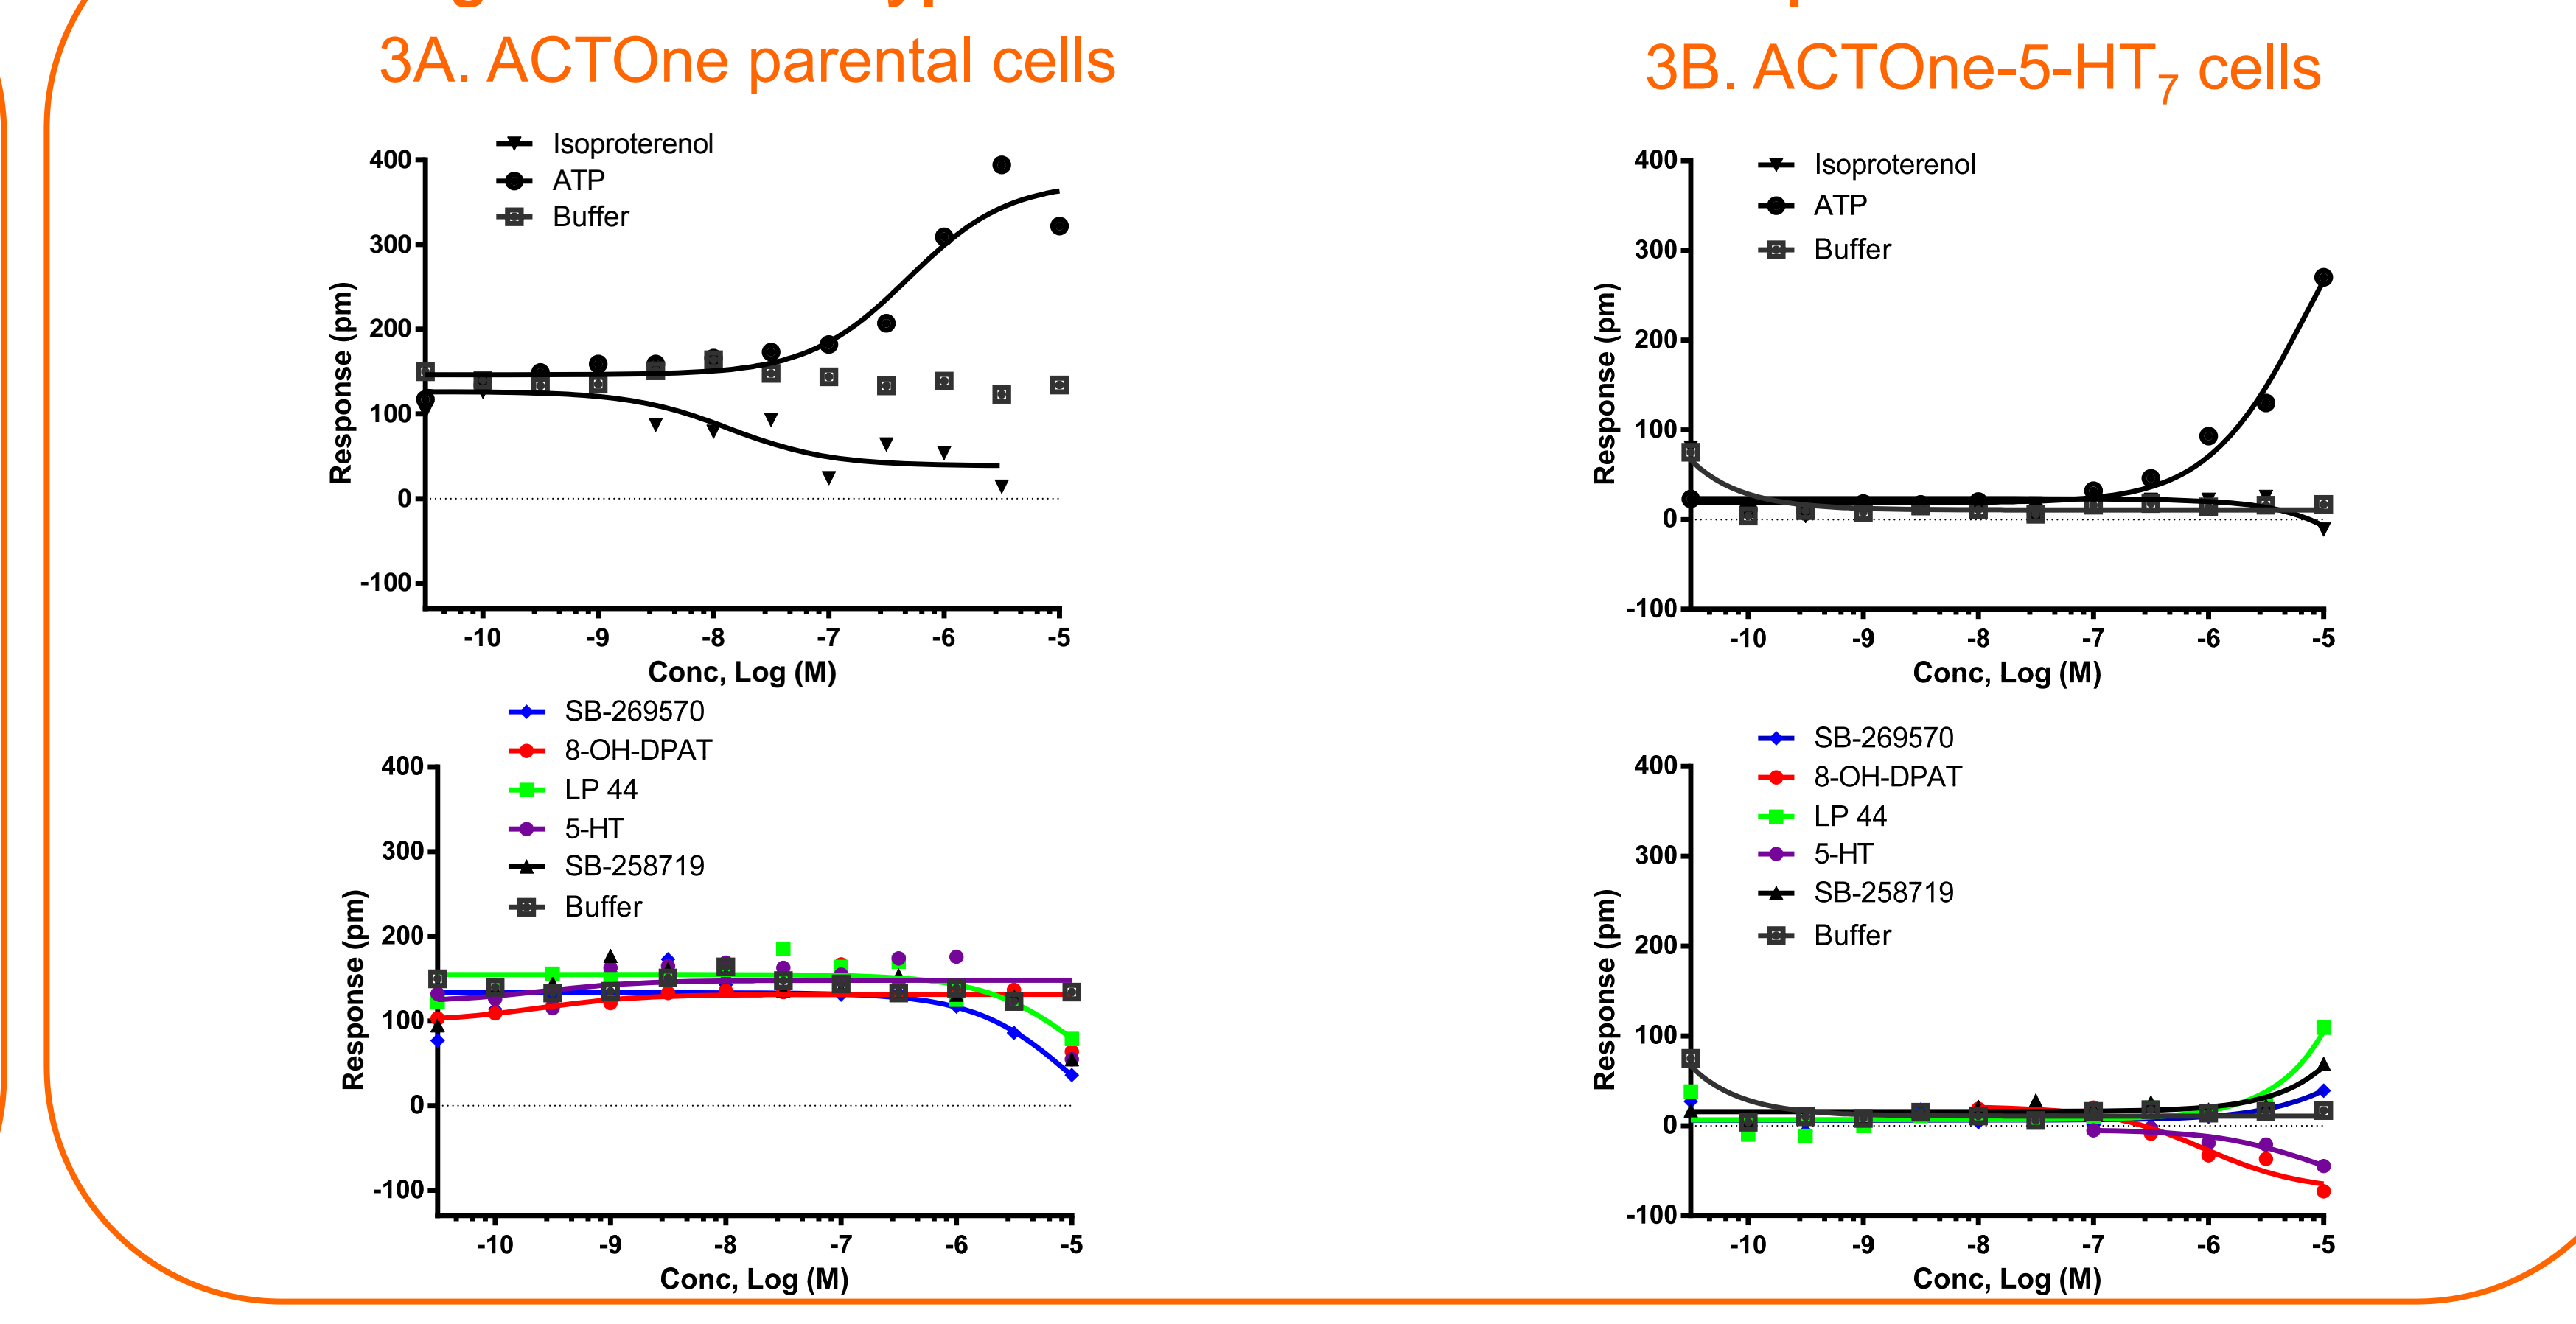 3A. ACTOne parental cells
Isoproterenol
ATP
Buffer
400
300
200
100
0
-100
Response (pm)
-10 -9 -8 -7 -6 -5
Conc, Log (M)
SB-269570
8-OH-DPAT
LP 44
5-HT
SB-258719
Buffer
400
300
200
100
0
-100
Response (pm)
-10 -9 -8 -7 -6 -5
Conc, Log (M)
3B. ACTOne-5-HT7 cells
Isoproterenol
ATP
Buffer
400
300
200
100
0
-100
Response (pm)
-10 -9 -8 -7 -6 -5
Conc, Log (M)
SB-269570
8-OH-DPAT
LP 44
5-HT
SB-258719
Buffer
400
300
200
100
0
-100
Response (pm)
-10 -9 -8 -7 -6 -5
Conc, Log (M)